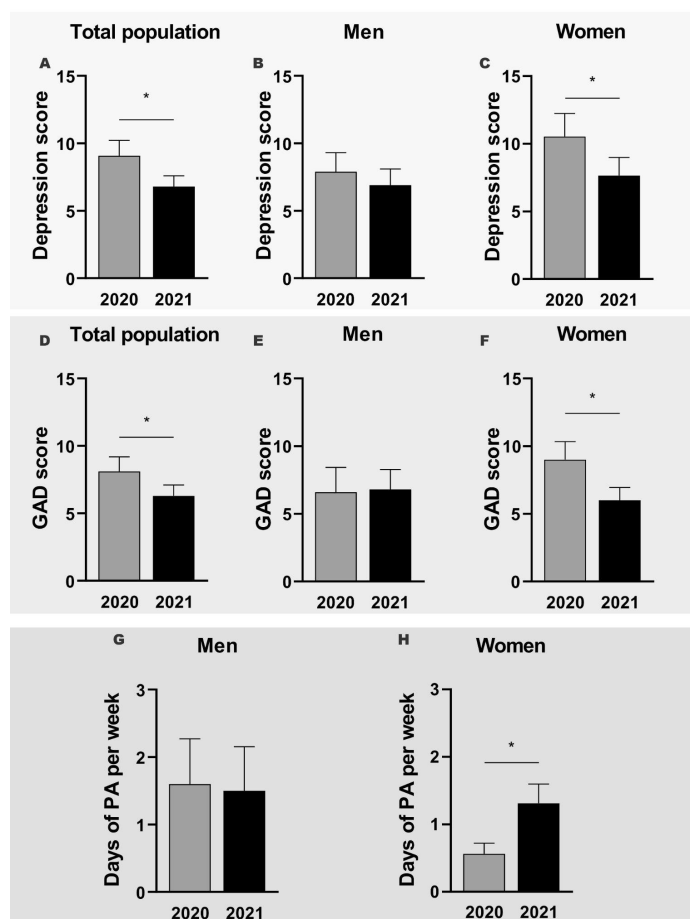 Total population
Men
Women
A
B
C
Depression score
15
10
5
0
*
2020 2021
Depression score
15
10
5
0
2020 2021
Depression score
15
10
5
0
*
2020 2021
Total population
Men
Women
D
E
F
GAD score
15
10
5
0
*
2020 2021
GAD score
15
10
5
0
2020 2021
GAD score
15
10
5
0
*
2020 2021
G
Men
H
Women
Days of PA per week
3
2
1
0
2020 2021
Days of PA per week
3
2
1
0
*
2020 2021